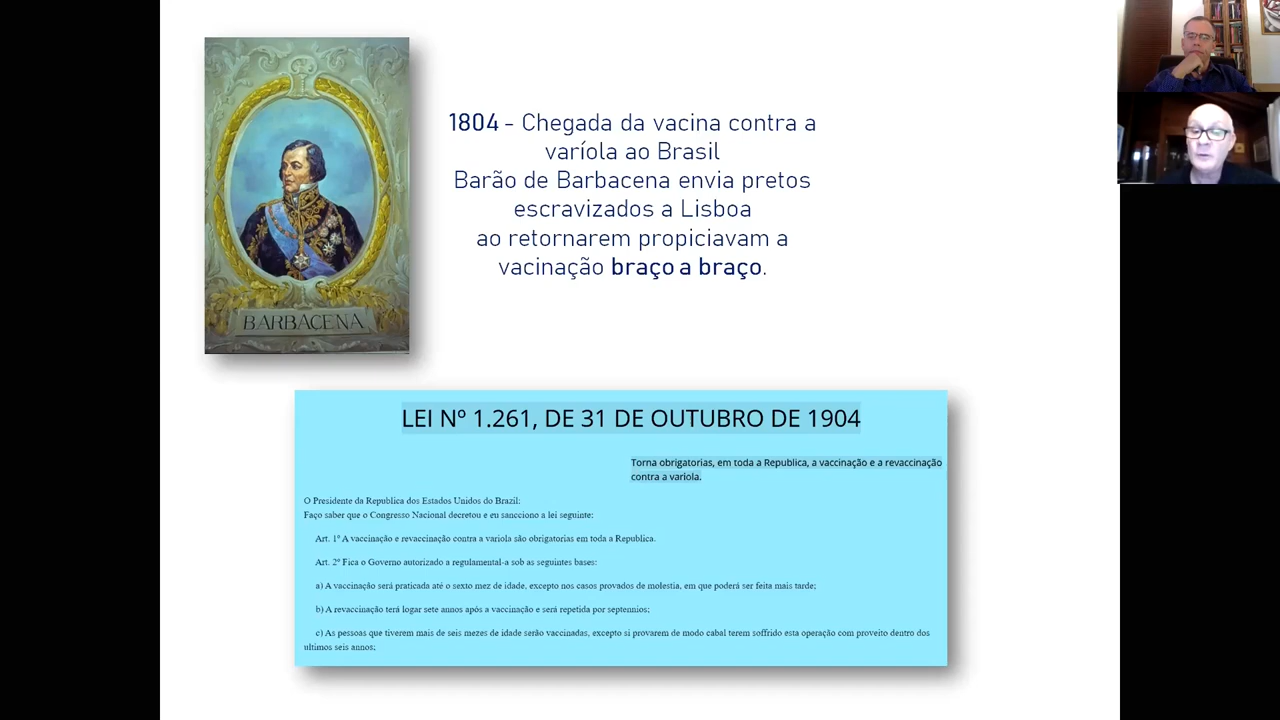 1804 - Chegada da vacina contra a
varíola ao Brasil
Barão de Barbacena envia pretos
escravizados a Lisboa
ao retornarem propiciavam a
vacinação braço a braço.
BARBACENA
LEI Nº 1.261, DE 31 DE OUTUBRO DE 1904
Torna obrigatorias, em toda a Republica, a vaccinação e a revaccinação
contra a variola.
O Presidente da Republica dos Estados Unidos do Brazil:
Faço saber que o Congresso Nacional decretou e eu sancciono a lei seguinte:
Art. 1º A vaccinação e revaccinação contra a variola são obrigatorias em toda a Republica.
Art. 2º Fica o Governo autorizado a regulamental-a sob as seguintes bases:
a) A vaccinação será praticada até o sexto mez de idade, excepto nos casos provados de molestia, em que poderá ser feita mais tarde;
b) A revaccinação terá logar sete annos após a vaccinação e será repetida por septennios;
c) As pessoas que tiverem mais de seis mezes de idade serão vaccinadas, excepto si provarem de modo cabal terem soffrido esta operação com proveito dentro dos
ultimos seis annos;